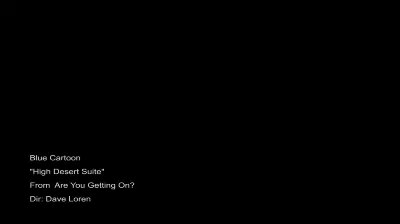 Blue Cartoon
"High Desert Suite"
From Are You Getting On?
Dir: Dave Loren